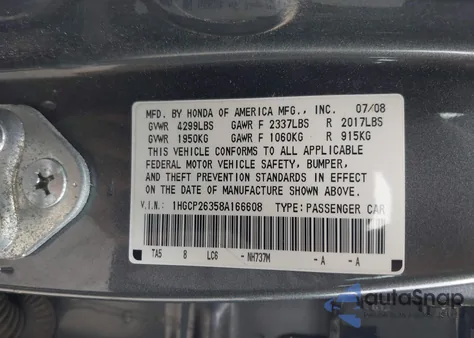 MFD. BY HONDA OF AMERICA MFG., INC. 07/08
GVWR 4299LBS GAWR F 2337LBS R 2017LBS
GVWR 1950KG GAWR F 1060KG R 915KG
THIS VEHICLE CONFORMS TO ALL APPLICABLE
FEDERAL MOTOR VEHICLE SAFETY, BUMPER,
AND THEFT PREVENTION STANDARDS IN EFFECT
ON THE DATE OF MANUFACTURE SHOWN ABOVE.
V.I.N.: 1HGCP26358A166608 TYPE: PASSENGER CAR
TA5 8 LC6 - NH737M - A - A
autaSnap